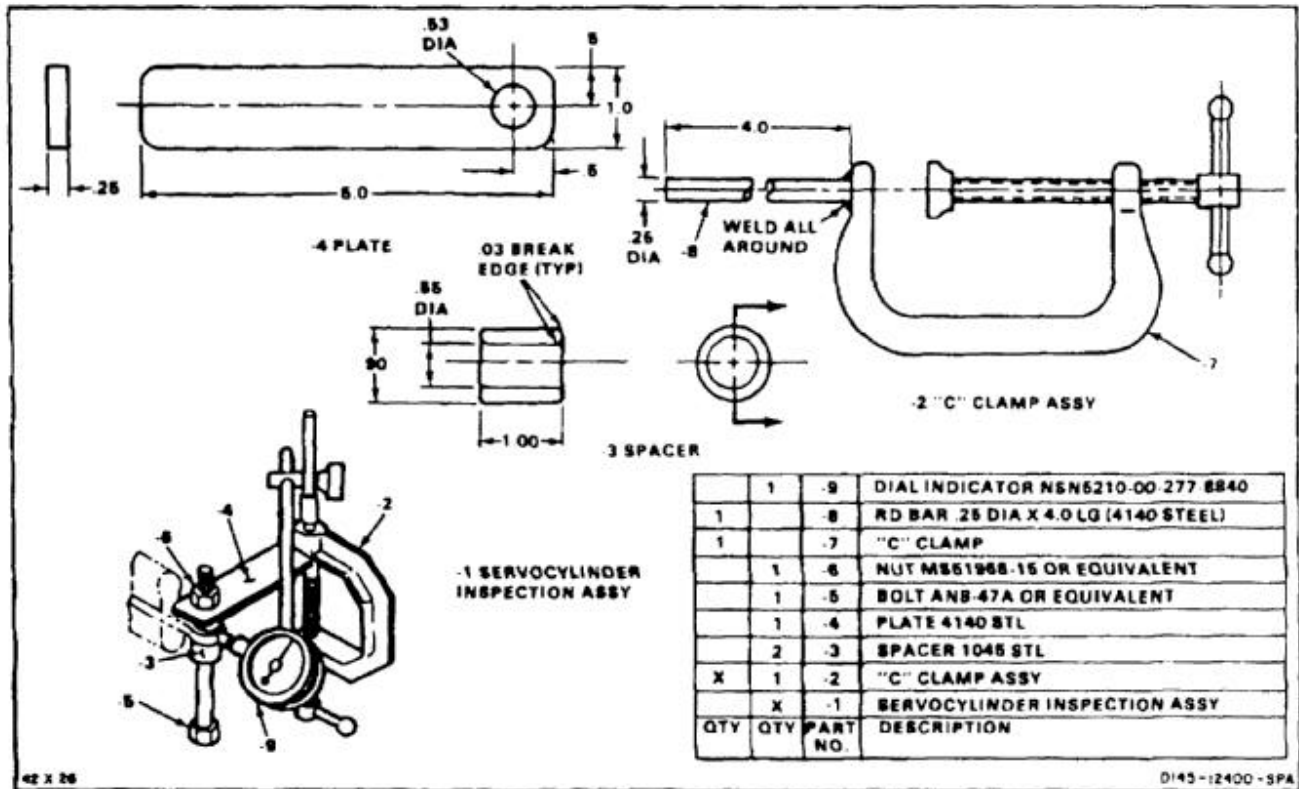 .53
DIA
.5
1.0
.5
.25
5.0
-4 PLATE
4.0
.25
DIA
-8
WELD ALL
AROUND
-7
-2 "C" CLAMP ASSY
.03 BREAK
EDGE (TYP)
.55
DIA
.90
1.00
-3 SPACER
-4
-2
-6
-3
-5
-9
-1 SERVOCYLINDER
INSPECTION ASSY
1 -9 DIAL INDICATOR NSN5210-00-277-8840
1 -8 RD BAR .25 DIA X 4.0 LG (4140 STEEL)
1 -7 "C" CLAMP
1 -6 NUT MS51968-15 OR EQUIVALENT
1 -5 BOLT AN8-47A OR EQUIVALENT
1 -4 PLATE 4140 STL
2 -3 SPACER 1045 STL
X 1 -2 "C" CLAMP ASSY
X -1 SERVOCYLINDER INSPECTION ASSY
QTY QTY PART NO. DESCRIPTION
42 X 26
D145-12400-SPA